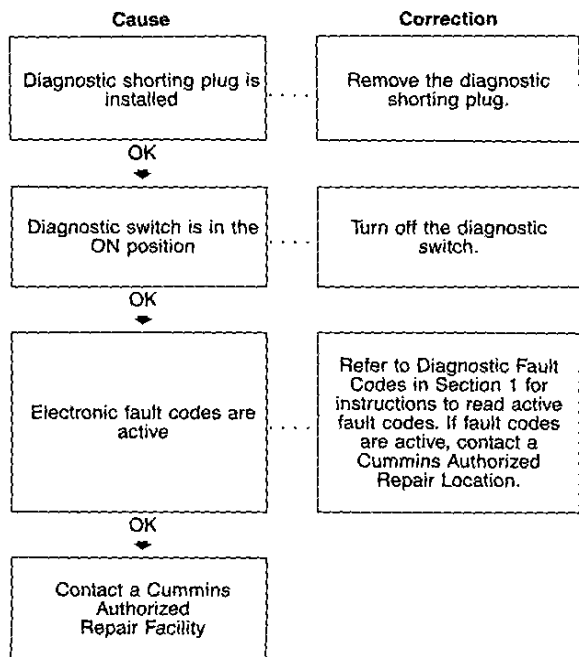 Cause
Correction
Diagnostic shorting plug is
installed
Remove the diagnostic
shorting plug.
OK
Diagnostic switch is in the
ON position
Turn off the diagnostic
switch.
OK
Electronic fault codes are
active
Refer to Diagnostic Fault
Codes in Section 1 for
instructions to read active
fault codes. If fault codes
are active, contact a
Cummins Authorized
Repair Location.
OK
Contact a Cummins
Authorized
Repair Facility